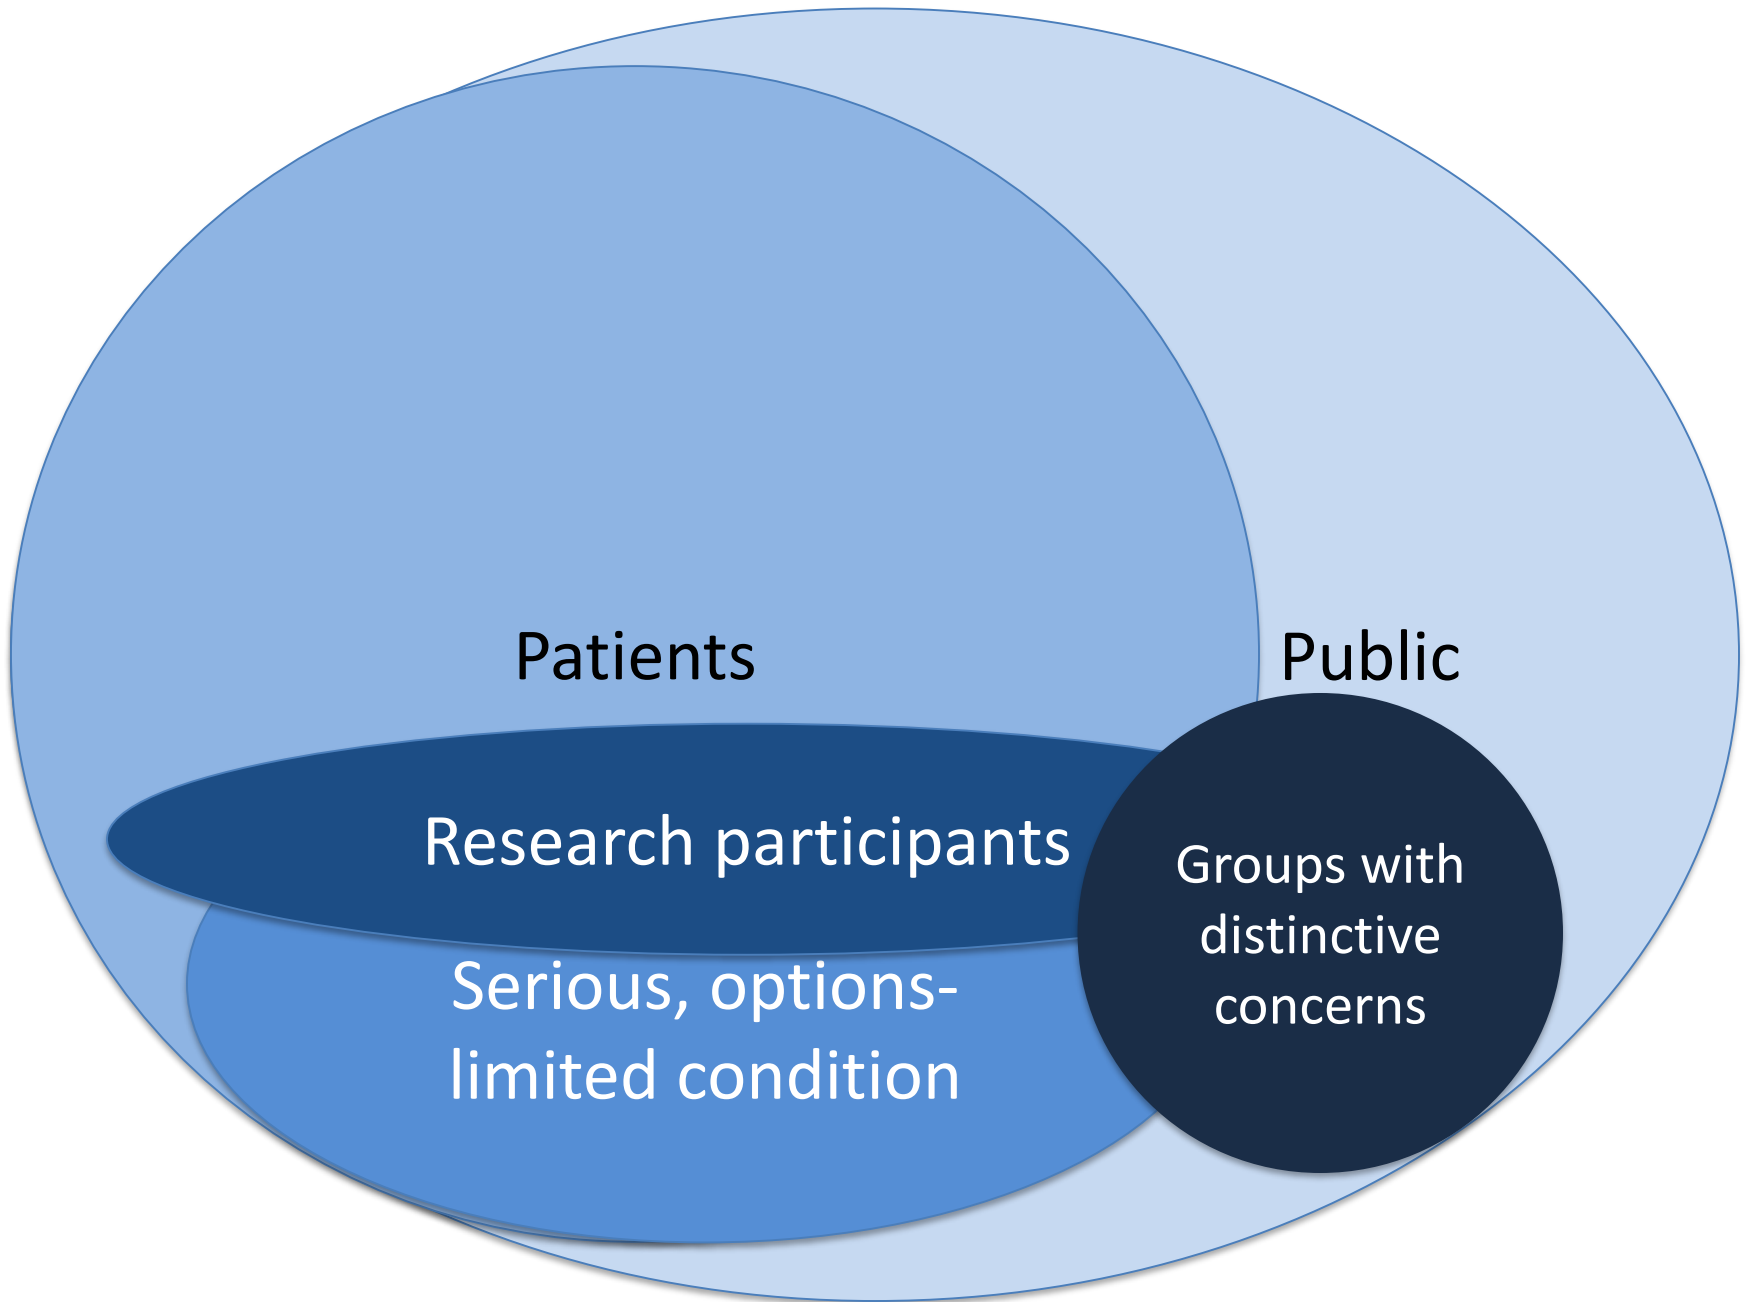 Patients
Public
Research participants
Groups with
distinctive
concerns
Serious, options-
limited condition